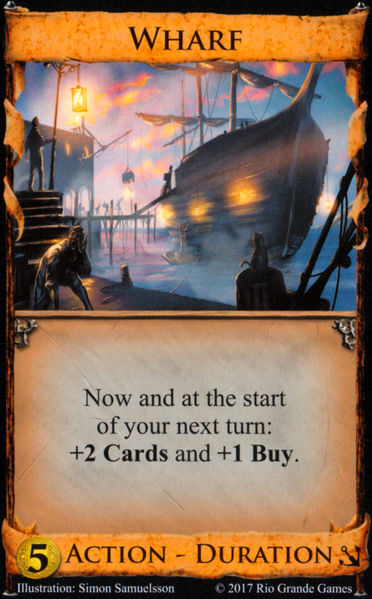 Wharf
Now and at the start
of your next turn:
+2 Cards and +1 Buy.
5 Action - Duration
Illustration: Simon Samuelsson © 2017 Rio Grande Games